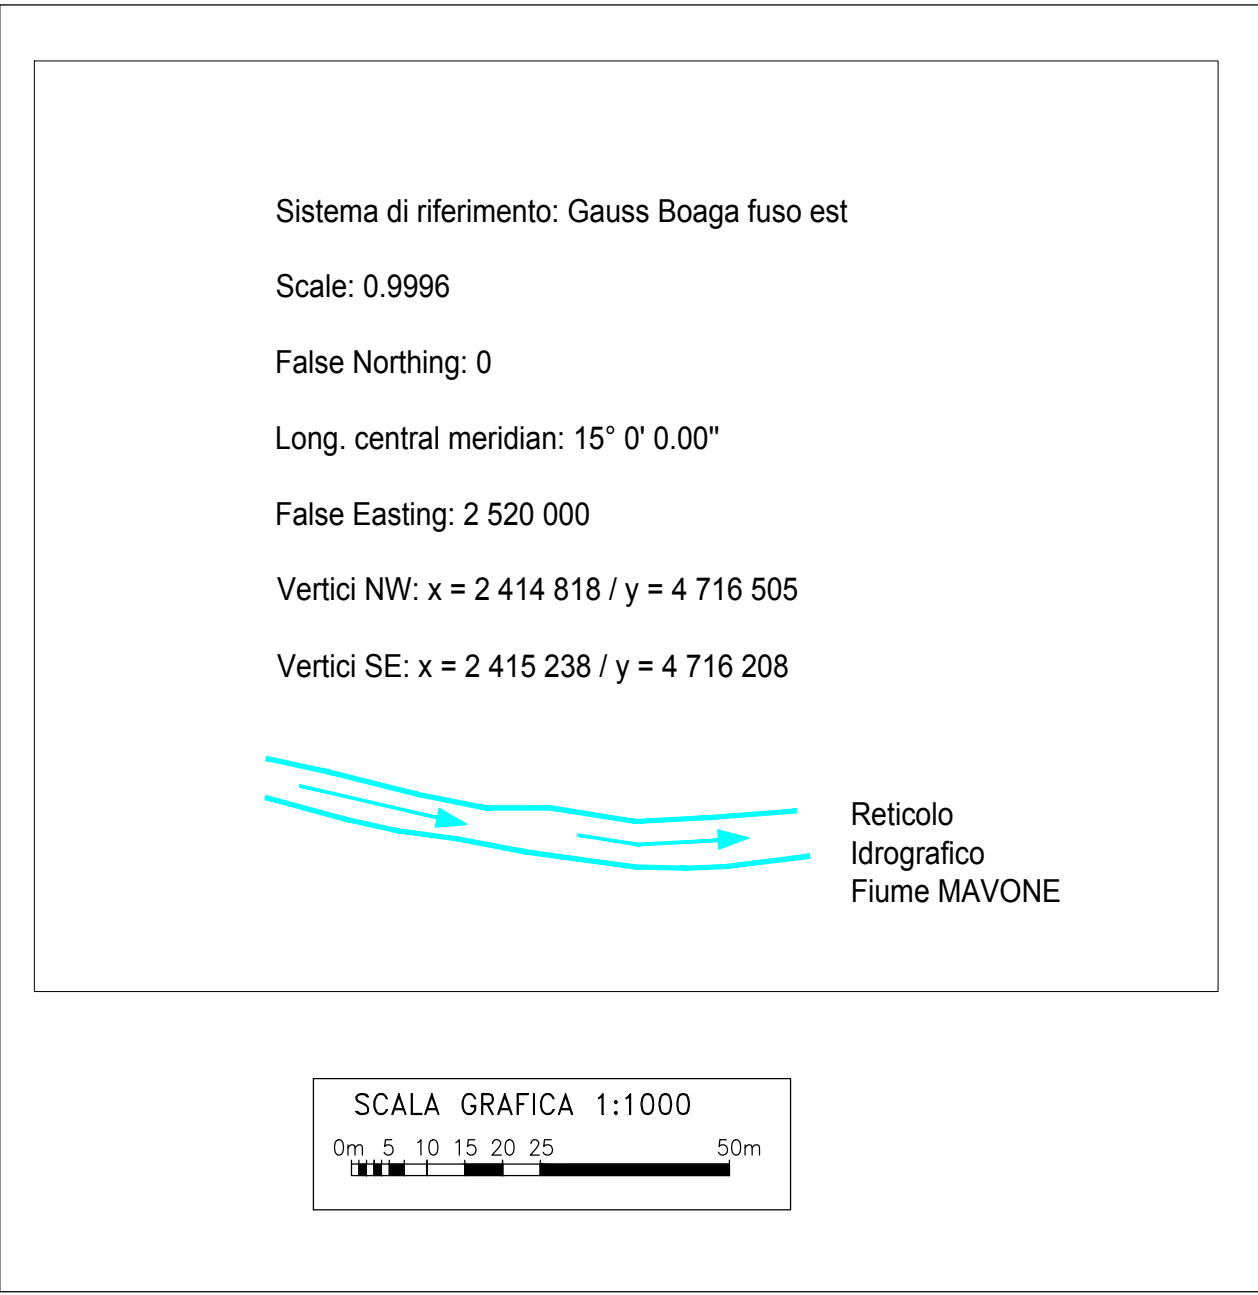 Sistema di riferimento: Gauss Boaga fuso est
Scale: 0.9996
False Northing: 0
Long. central meridian: 15° 0' 0.00"
False Easting: 2 520 000
Vertici NW: x = 2 414 818 / y = 4 716 505
Vertici SE: x = 2 415 238 / y = 4 716 208
Reticolo
Idrografico
Fiume MAVONE
SCALA GRAFICA 1:1000
0m 5 10 15 20 25 50m